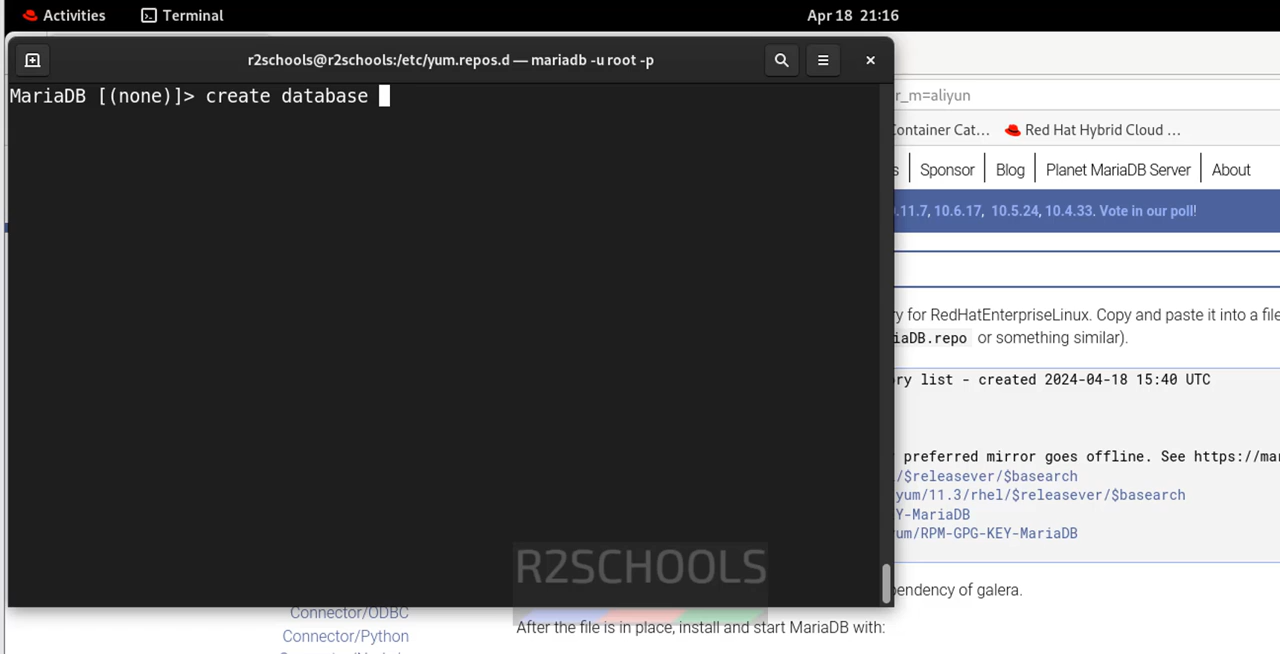 Activities Terminal Apr 18 21:16
r2schools@r2schools:/etc/yum.repos.d — mariadb -u root -p
MariaDB [(none)]> create database
r_m=aliyun
Container Cat… Red Hat Hybrid Cloud …
s Sponsor Blog Planet MariaDB Server About
.11.7, 10.6.17, 10.5.24, 10.4.33. Vote in our poll!
y for RedHatEnterpriseLinux. Copy and paste it into a file
iaDB.repo or something similar).
ory list - created 2024-04-18 15:40 UTC
preferred mirror goes offline. See https://ma
/$releasever/$basearch
yum/11.3/rhel/$releasever/$basearch
Y-MariaDB
um/RPM-GPG-KEY-MariaDB
R2SCHOOLS
endency of galera.
Connector/ODBC
After the file is in place, install and start MariaDB with:
Connector/Python